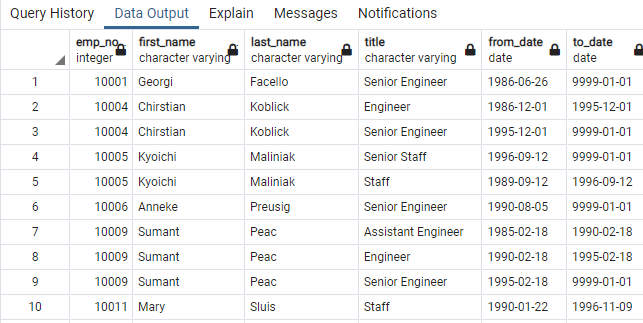 Query History Data Output Explain Messages Notifications
emp_no first_name last_name title from_date to_date
integer character varying character varying character varying date date
1 10001 Georgi Facello Senior Engineer 1986-06-26 9999-01-01
2 10004 Chirstian Koblick Engineer 1986-12-01 1995-12-01
3 10004 Chirstian Koblick Senior Engineer 1995-12-01 9999-01-01
4 10005 Kyoichi Maliniak Senior Staff 1996-09-12 9999-01-01
5 10005 Kyoichi Maliniak Staff 1989-09-12 1996-09-12
6 10006 Anneke Preusig Senior Engineer 1990-08-05 9999-01-01
7 10009 Sumant Peac Assistant Engineer 1985-02-18 1990-02-18
8 10009 Sumant Peac Engineer 1990-02-18 1995-02-18
9 10009 Sumant Peac Senior Engineer 1995-02-18 9999-01-01
10 10011 Mary Sluis Staff 1990-01-22 1996-11-09